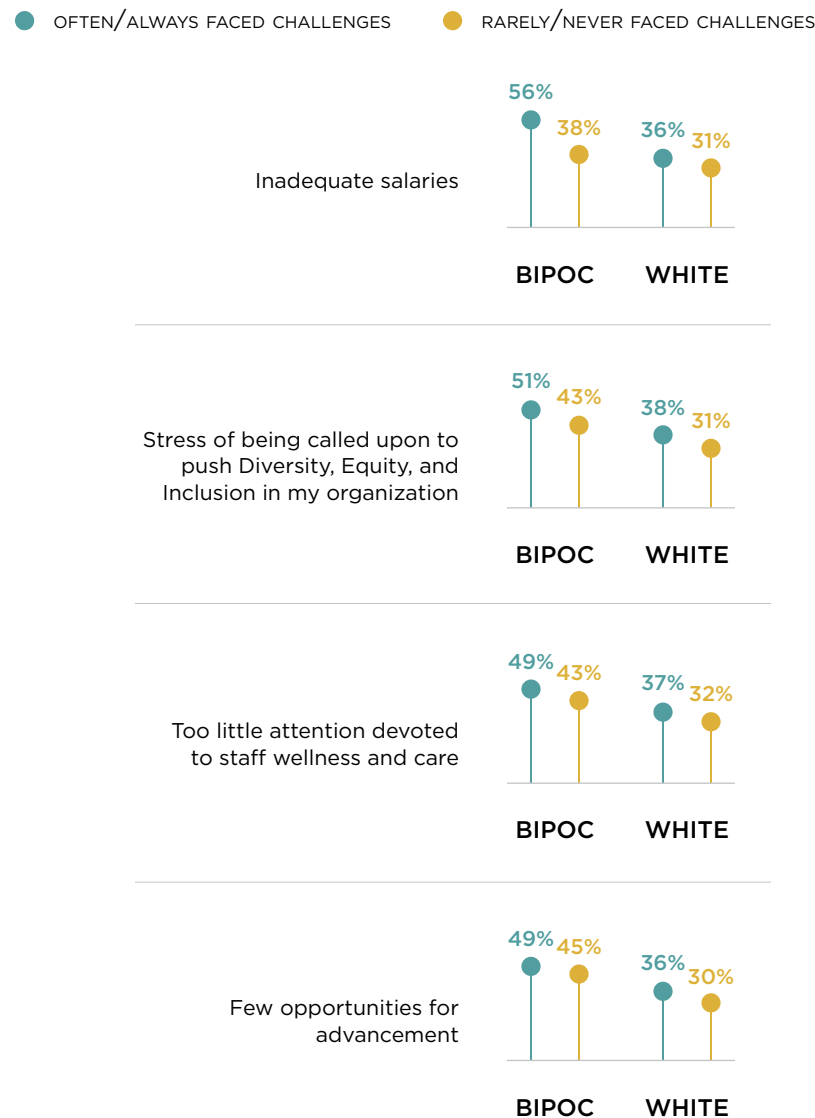 OFTEN/ALWAYS FACED CHALLENGES
RARELY/NEVER FACED CHALLENGES
56%
38%
36%
31%
Inadequate salaries
BIPOC
WHITE
51%
43%
38%
31%
Stress of being called upon to
push Diversity, Equity, and
Inclusion in my organization
BIPOC
WHITE
49%
43%
37%
32%
Too little attention devoted
to staff wellness and care
BIPOC
WHITE
49%
45%
36%
30%
Few opportunities for
advancement
BIPOC
WHITE